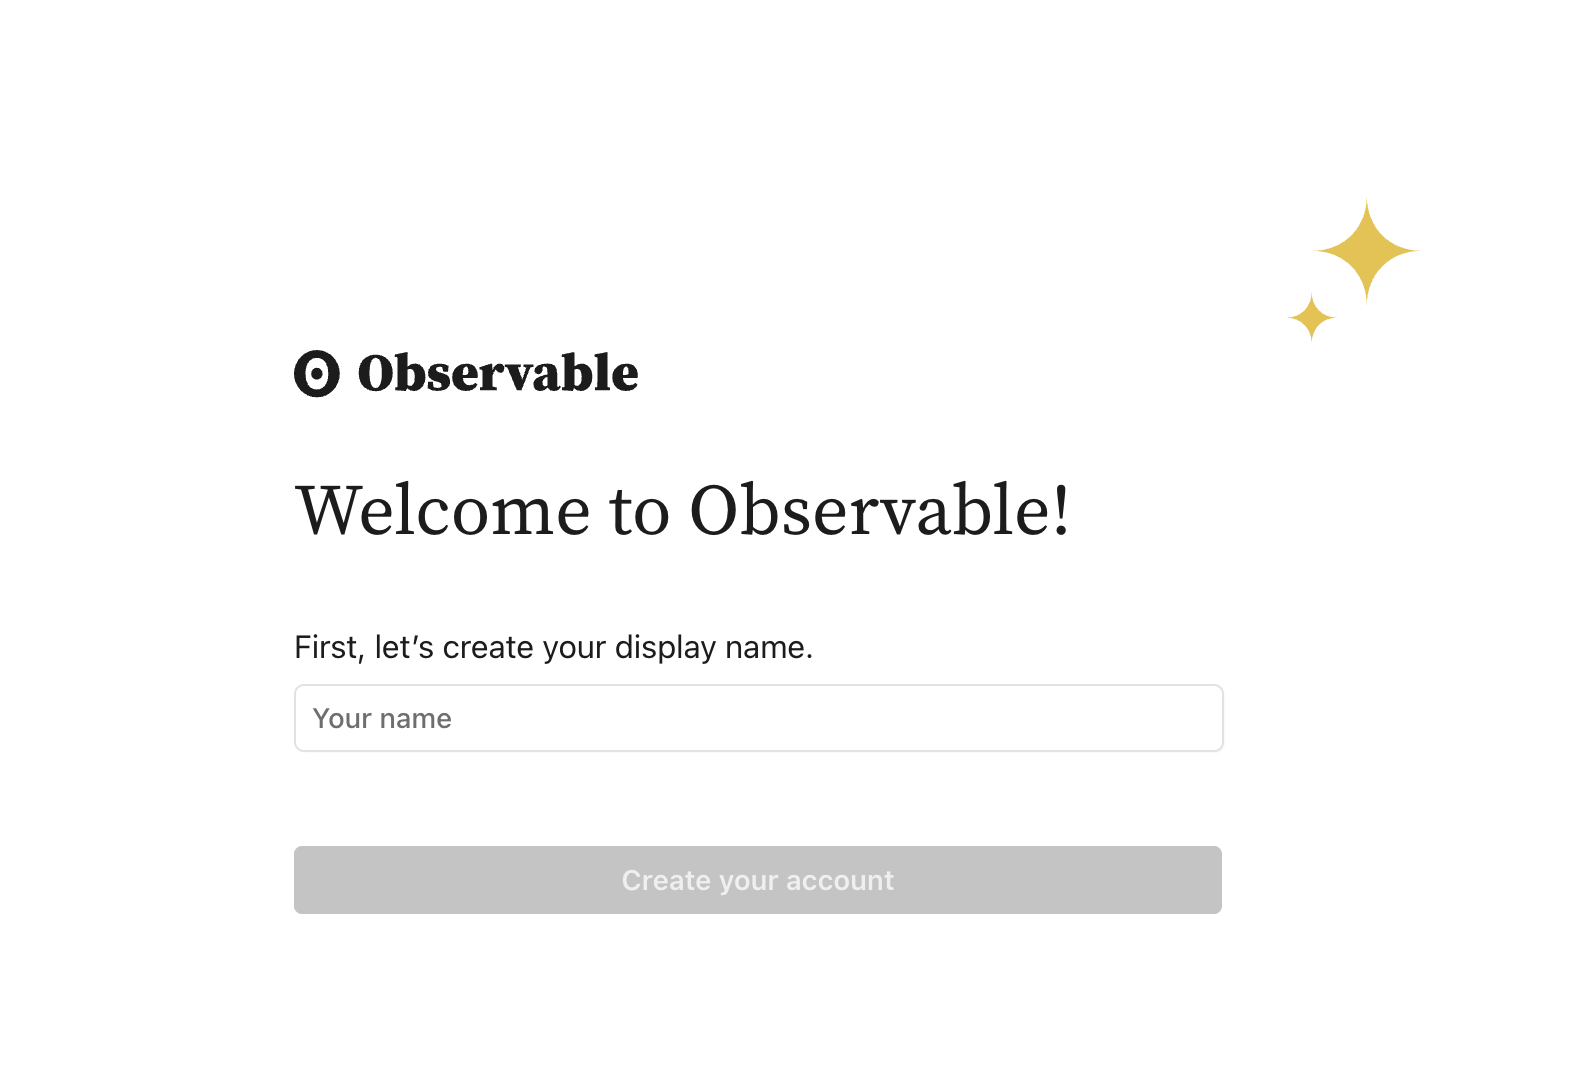 Observable
Welcome to Observable!
First, let’s create your display name.
Your name
Create your account